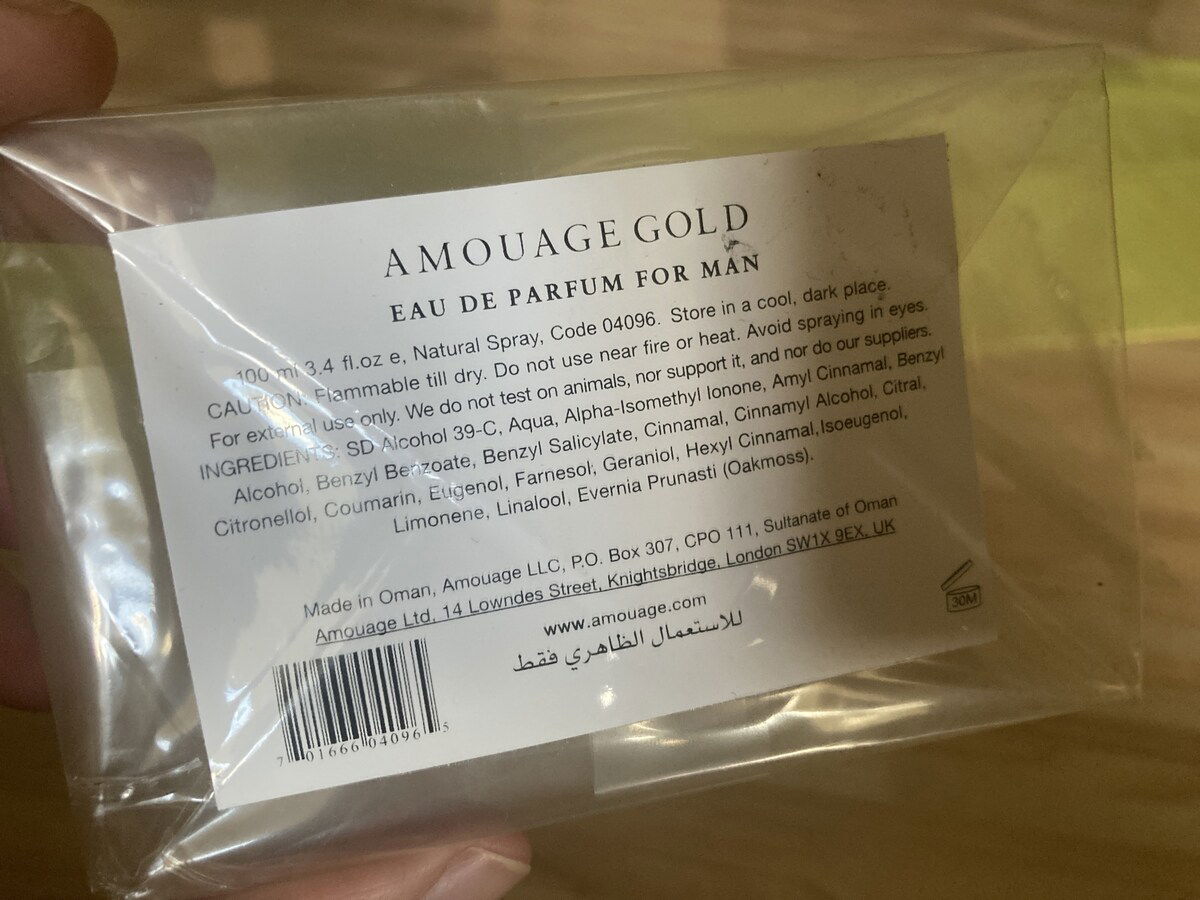 AMOUAGE GOLD
EAU DE PARFUM FOR MAN
100 ml 3.4 fl.oz e, Natural Spray, Code 04096. Store in a cool, dark place.
CAUTION: Flammable till dry. Do not use near fire or heat. Avoid spraying in eyes.
For external use only. We do not test on animals, nor support it, and nor do our suppliers.
INGREDIENTS: SD Alcohol 39-C, Aqua, Alpha-Isomethyl Ionone, Amyl Cinnamal, Benzyl
Alcohol, Benzyl Benzoate, Benzyl Salicylate, Cinnamal, Cinnamyl Alcohol, Citral,
Citronellol, Coumarin, Eugenol, Farnesol, Geraniol, Hexyl Cinnamal, Isoeugenol,
Limonene, Linalool, Evernia Prunasti (Oakmoss).
Made in Oman, Amouage LLC, P.O. Box 307, CPO 111, Sultanate of Oman
Amouage Ltd, 14 Lowndes Street, Knightsbridge, London SW1X 9EX, UK
www.amouage.com
للاستعمال الظاهري فقط
30M
7 01666 04096 5